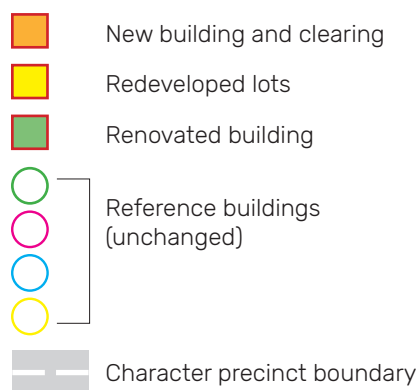 New building and clearing
Redeveloped lots
Renovated building
Reference buildings
(unchanged)
Character precinct boundary